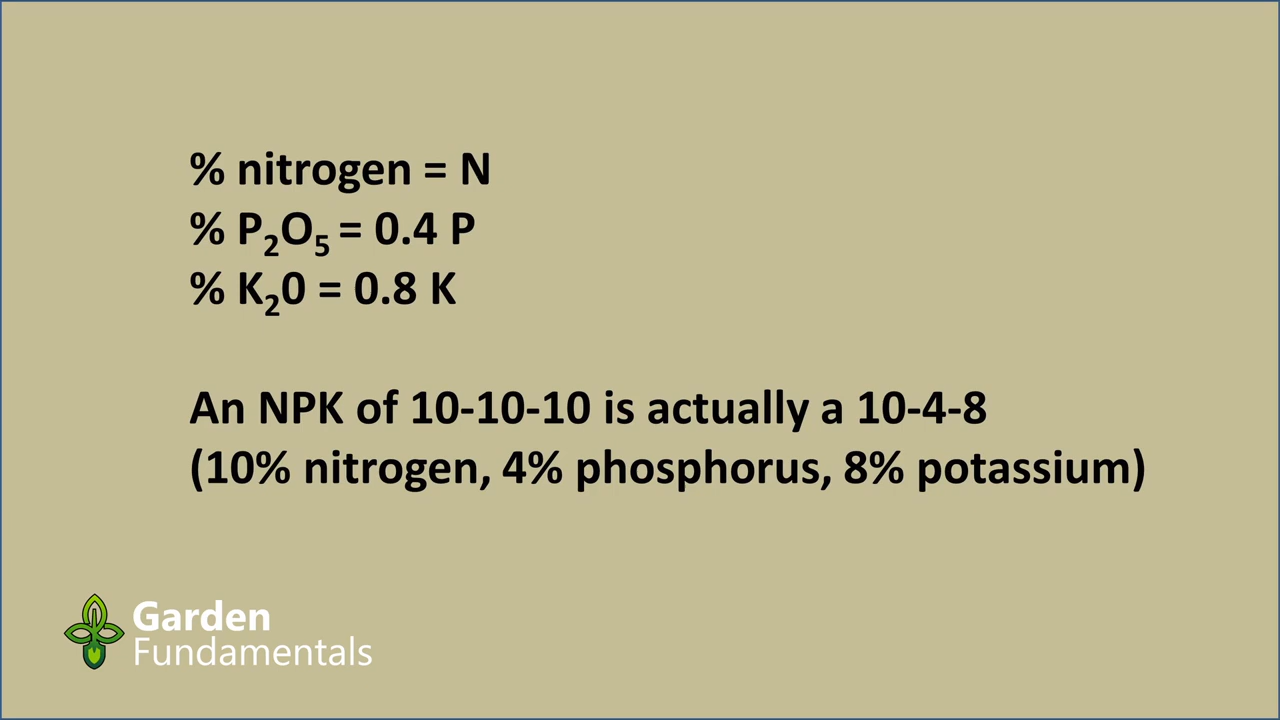 % nitrogen = N
% P₂O₅ = 0.4 P
% K₂0 = 0.8 K
An NPK of 10-10-10 is actually a 10-4-8
(10% nitrogen, 4% phosphorus, 8% potassium)
Garden
Fundamentals